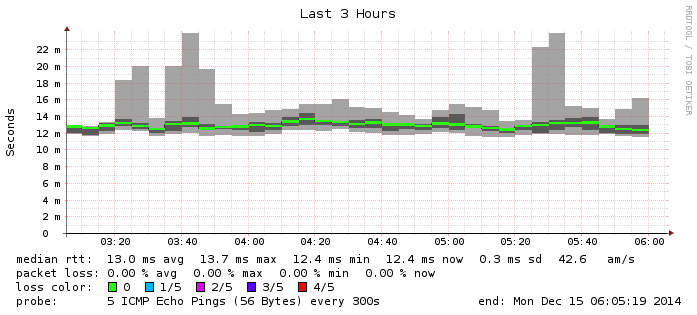 Last 3 Hours
RRDTOOL / TOBI OETIKER
Seconds
22 m
20 m
18 m
16 m
14 m
12 m
10 m
8 m
6 m
4 m
2 m
0
03:20 03:40 04:00 04:20 04:40 05:00 05:20 05:40 06:00
median rtt: 13.0 ms avg 13.7 ms max 12.4 ms min 12.4 ms now 0.3 ms sd 42.6 am/s
packet loss: 0.00 % avg 0.00 % max 0.00 % min 0.00 % now
loss color: 0 1/5 2/5 3/5 4/5
probe: 5 ICMP Echo Pings (56 Bytes) every 300s end: Mon Dec 15 06:05:19 2014